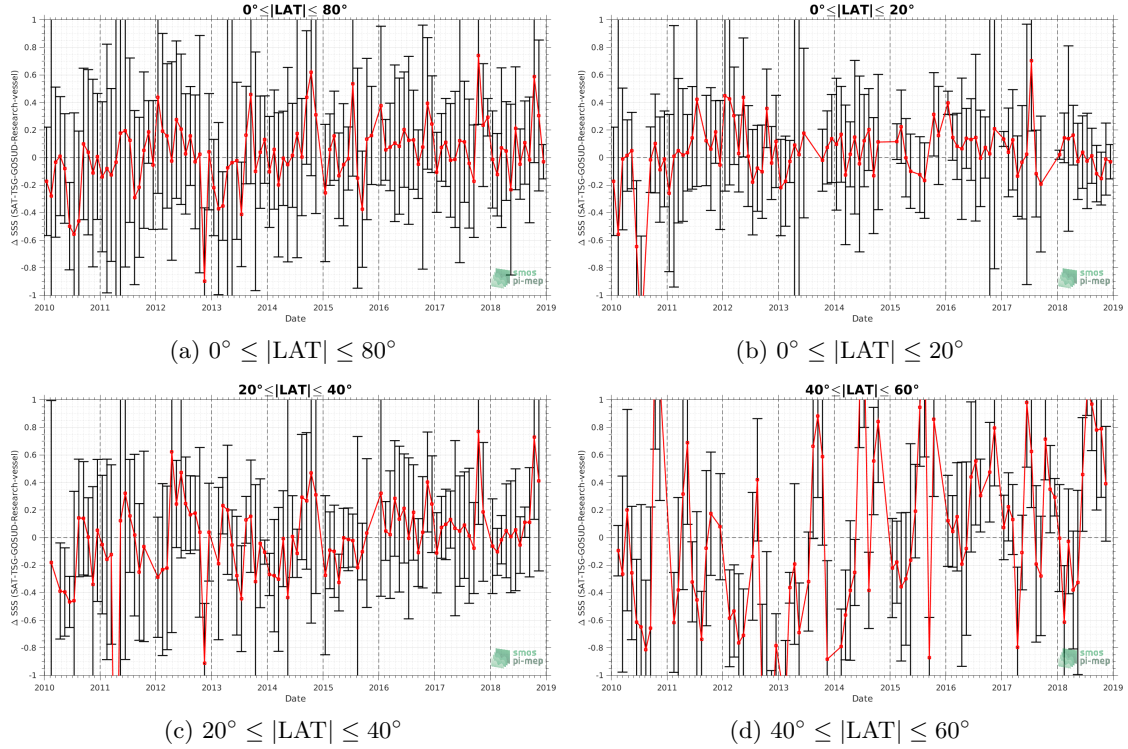 0°≤|LAT|≤ 80°
Δ SSS (SAT-TSG-GOSUD-Research-vessel)
1
0.8
0.6
0.4
0.2
0
-0.2
-0.4
-0.6
-0.8
-1
smos
pi-mep
2010 2011 2012 2013 2014 2015 2016 2017 2018 2019
Date
(a) 0° ≤ |LAT| ≤ 80°
0°≤|LAT|≤ 20°
Δ SSS (SAT-TSG-GOSUD-Research-vessel)
1
0.8
0.6
0.4
0.2
0
-0.2
-0.4
-0.6
-0.8
-1
smos
pi-mep
2010 2011 2012 2013 2014 2015 2016 2017 2018 2019
Date
(b) 0° ≤ |LAT| ≤ 20°
20°≤|LAT|≤ 40°
Δ SSS (SAT-TSG-GOSUD-Research-vessel)
1
0.8
0.6
0.4
0.2
0
-0.2
-0.4
-0.6
-0.8
-1
smos
pi-mep
2010 2011 2012 2013 2014 2015 2016 2017 2018 2019
Date
(c) 20° ≤ |LAT| ≤ 40°
40°≤|LAT|≤ 60°
Δ SSS (SAT-TSG-GOSUD-Research-vessel)
1
0.8
0.6
0.4
0.2
0
-0.2
-0.4
-0.6
-0.8
-1
smos
pi-mep
2010 2011 2012 2013 2014 2015 2016 2017 2018 2019
Date
(d) 40° ≤ |LAT| ≤ 60°